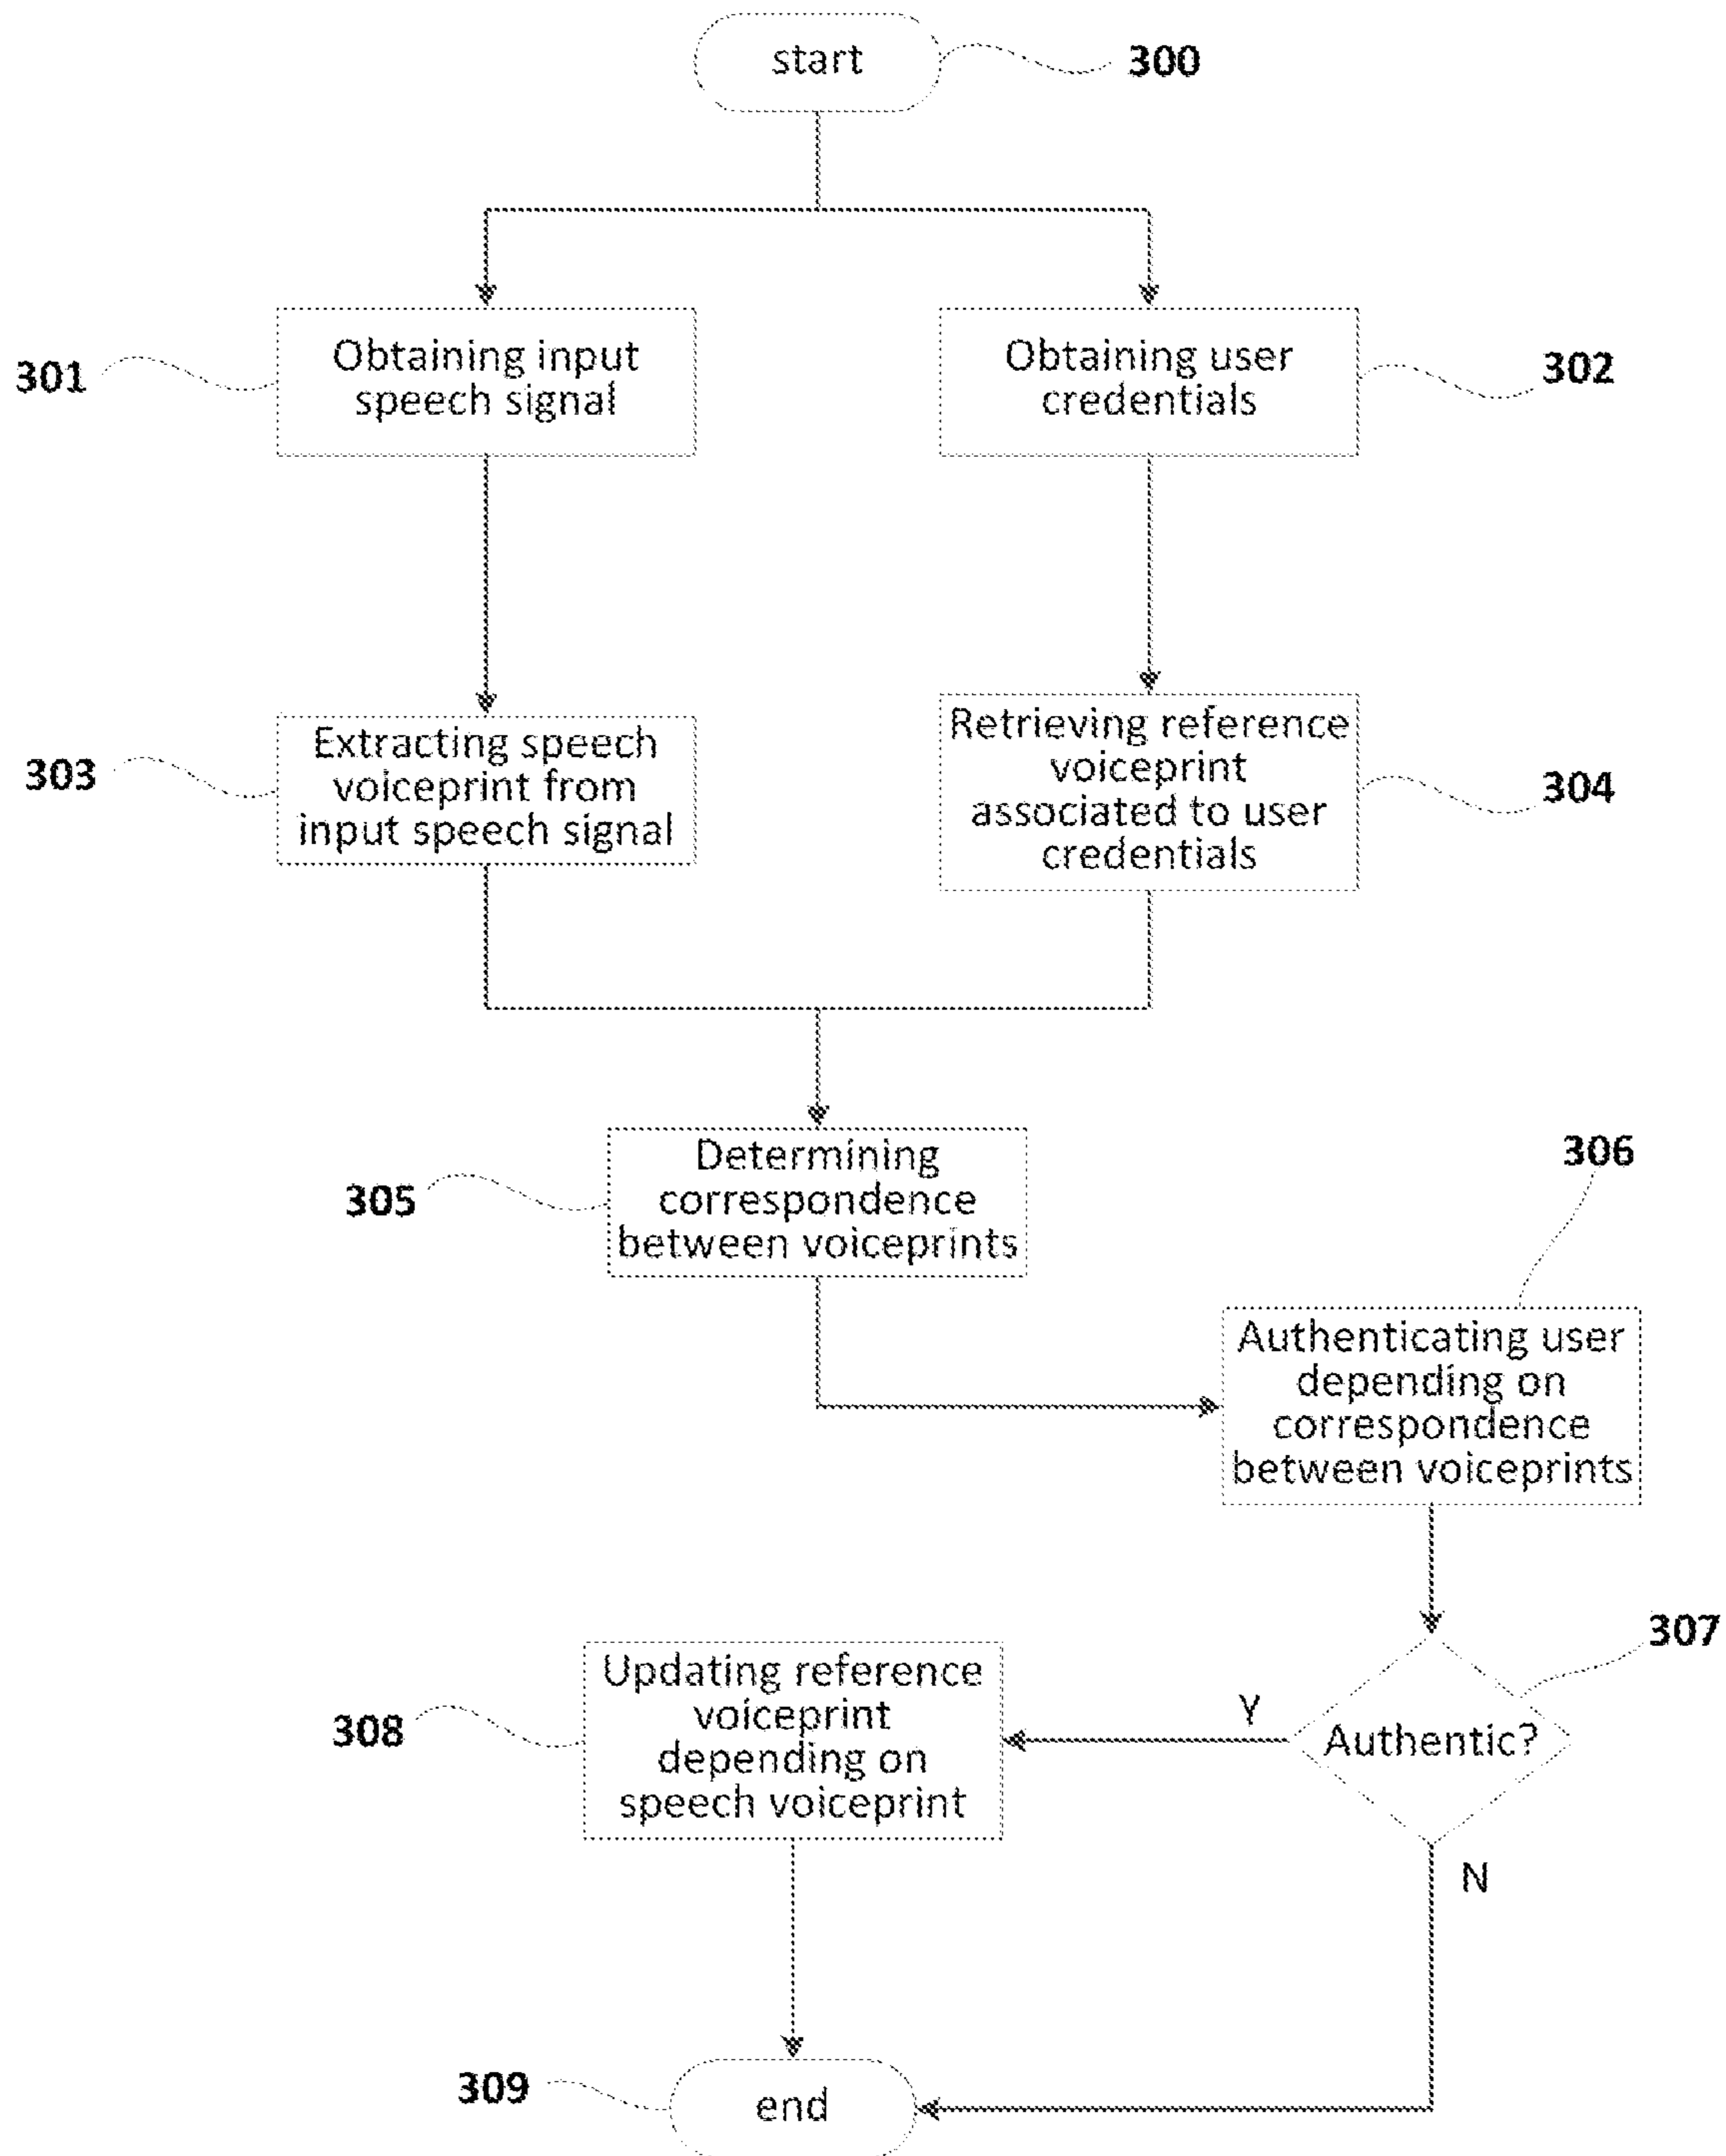 start
300
301
Obtaining input
speech signal
Obtaining user
credentials
302
303
Extracting speech
voiceprint from
input speech signal
Retrieving reference
voiceprint
associated to user
credentials
304
305
Determining
correspondence
between voiceprints
306
Authenticating user
depending on
correspondence
between voiceprints
307
Authentic?
Y
N
308
Updating reference
voiceprint
depending on
speech voiceprint
309
end